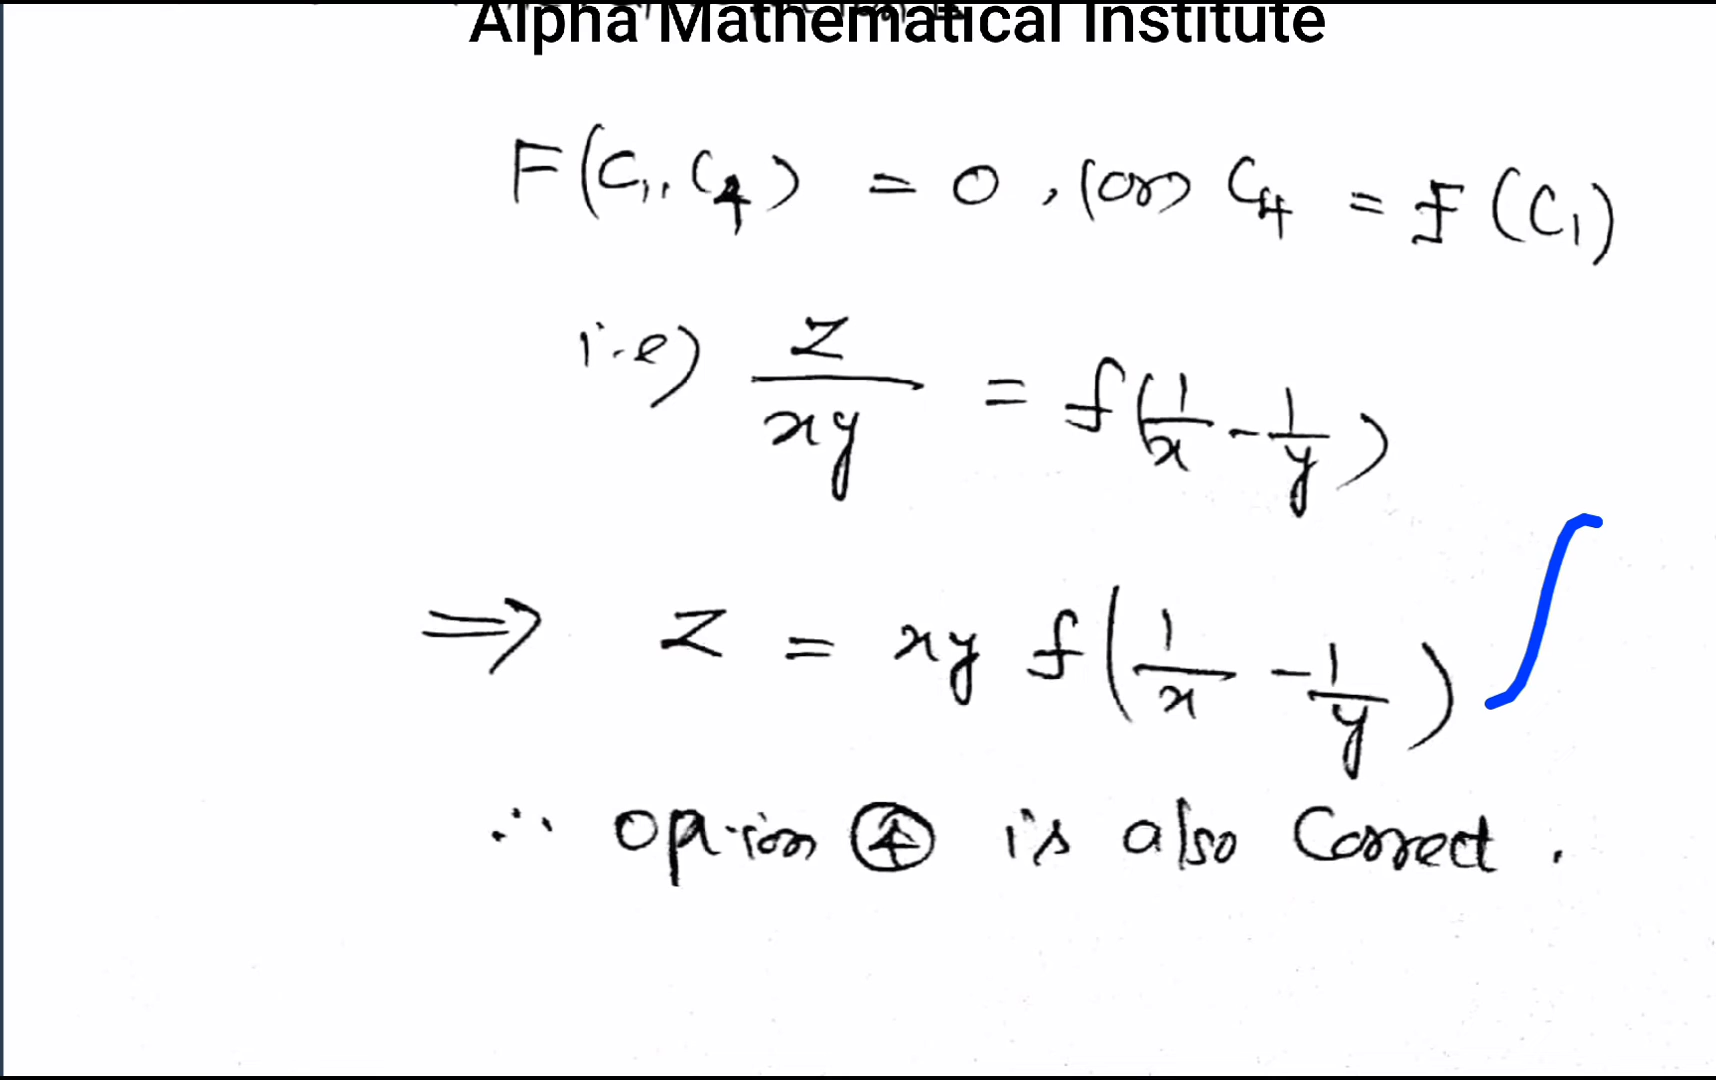 Alpha Mathematical Institute
F(C₁, C₄) = 0, (or) C₄ = f(C₁)
i.e) z/xy = f(1/x - 1/y)
⇒ z = xy f(1/x - 1/y)
∴ option ④ is also Correct.